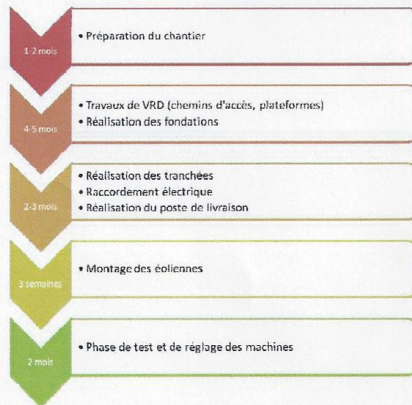 1-2 mois
• Préparation du chantier
4-5 mois
• Travaux de VRD (chemins d'accès, plateformes)
• Réalisation des fondations
2-3 mois
• Réalisation des tranchées
• Raccordement électrique
• Réalisation du poste de livraison
3 semaines
• Montage des éoliennes
2 mois
• Phase de test et de réglage des machines